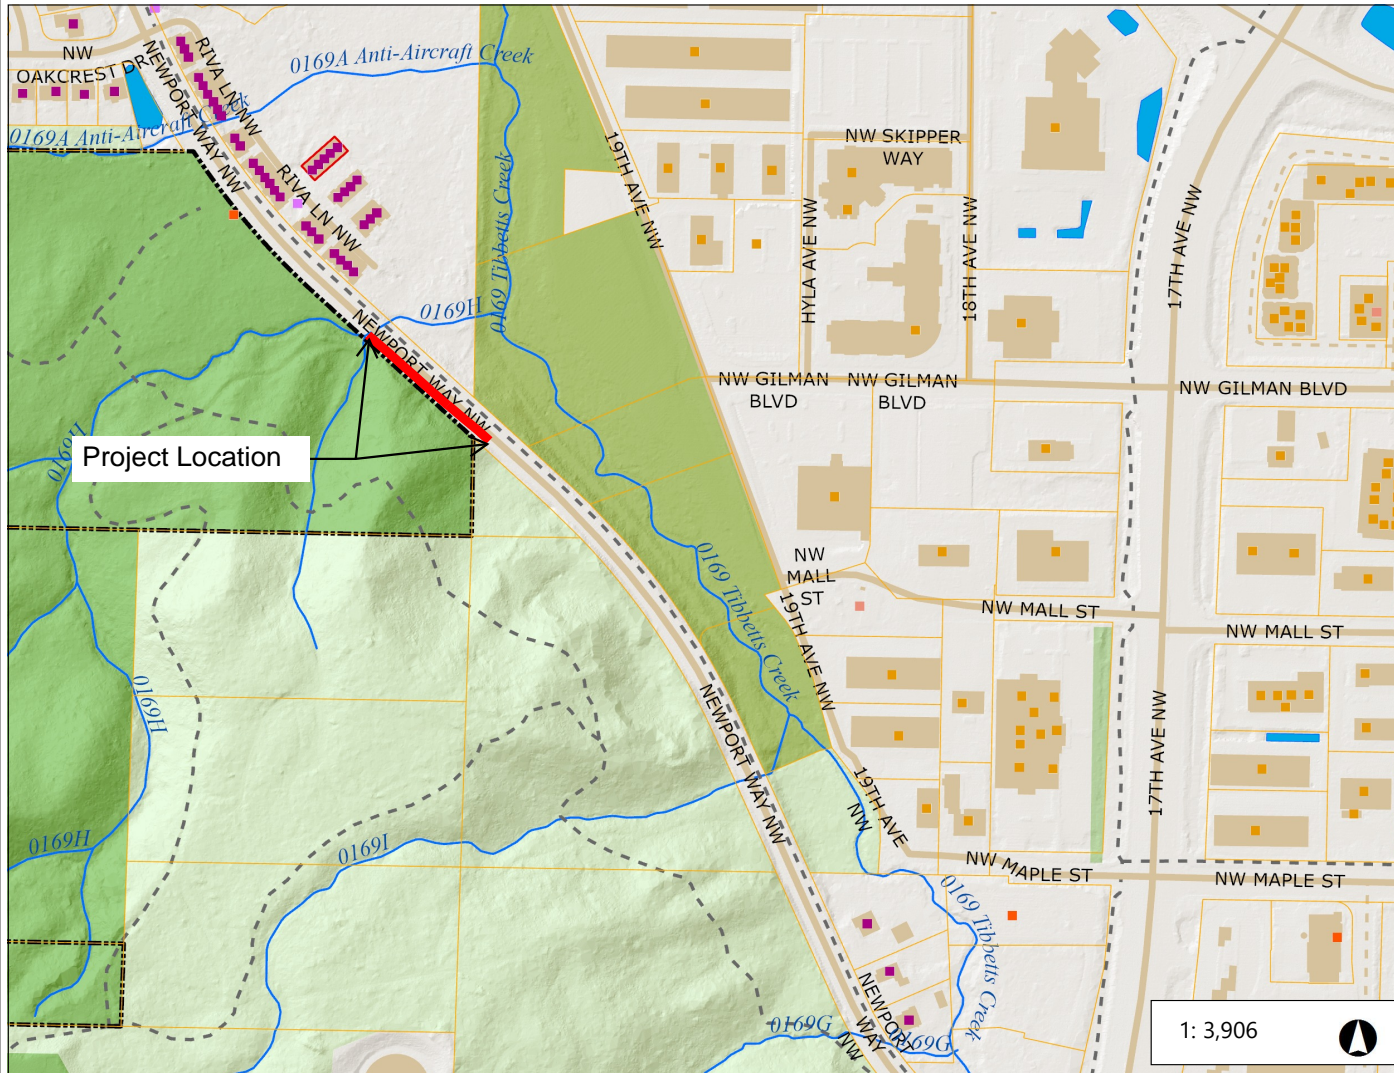 NW
OAKCREST DR
NEWPORT WAY NW
RIVA LN NW
0169A Anti-Aircraft Creek
0169A Anti-Aircraft Creek
RIVA LN NW
0169 Tibbetts Creek
19TH AVE NW
NW SKIPPER
WAY
HYLA AVE NW
18TH AVE NW
17TH AVE NW
0169H
NEWPORT WAY NW
NW GILMAN
BLVD
NW GILMAN
BLVD
NW GILMAN BLVD
0169H
Project Location
NW
MALL
ST
0169 Tibbetts Creek
19TH AVE NW
NW MALL ST
NW MALL ST
0169H
NEWPORT WAY NW
17TH AVE NW
19TH AVE
NW
0169H
0169I
NW MAPLE ST
NW MAPLE ST
0169 Tibbetts Creek
NEWPORT
WAY
NW
0169G
0169G
1: 3,906